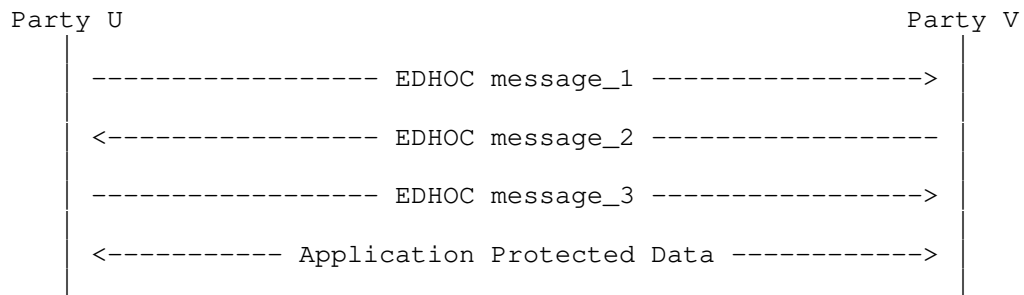 Party U Party V
------------------ EDHOC message_1 ----------------->
<----------------- EDHOC message_2 ------------------
------------------ EDHOC message_3 ----------------->
<----------- Application Protected Data ------------>